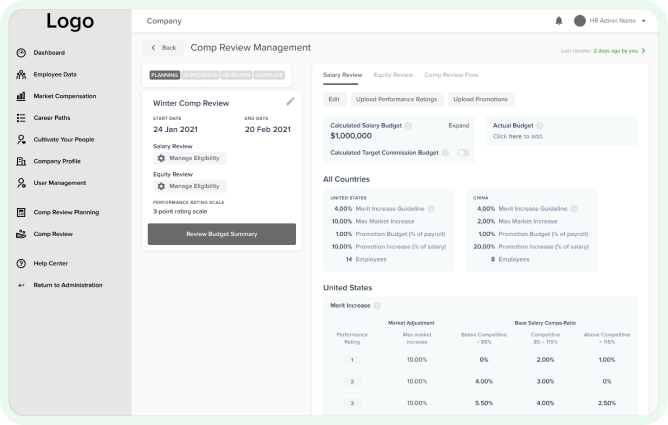 Logo
Dashboard
Employee Data
Market Compensation
Career Paths
Cultivate Your People
Company Profile
User Management
Comp Review Planning
Comp Review
Help Center
Return to Administration
Company
HR Admin Name
Back
Comp Review Management
Last Update: 2 days ago by you
PLANNING IN PROGRESS HR REVIEW COMPLETE
Winter Comp Review
START DATE END DATE
24 Jan 2021 20 Feb 2021
Salary Review
Manage Eligibility
Equity Review
Manage Eligibility
PERFORMANCE RATING SCALE
3-point rating scale
Review Budget Summary
Salary Review Equity Review Comp Review Flow
Edit Upload Performance Ratings Upload Promotions
Calculated Salary Budget Expand
$1,000,000
Calculated Target Commission Budget
Actual Budget
Click here to add.
All Countries
UNITED STATES
4,00% Merit Increase Guideline
10,00% Max Market Increase
1,00% Promotion Budget (% of payroll)
10,00% Promotion Increase (% of salary)
14 Employees
CHINA
4,00% Merit Increase Guideline
2,00% Max Market Increase
1,00% Promotion Budget (% of payroll)
20,00% Promotion Increase (% of salary)
8 Employees
United States
Merit Increase
Market Adjustment Base Salary Compa-Ratio
Performance Rating Max market increase Below Competitive < 85% Competitive 85 – 115% Above Competitive > 115%
1 10.00% 0% 2.00% 1.00%
2 10.00% 4.00% 3.00% 0%
3 10.00% 5.50% 4.00% 2.50%